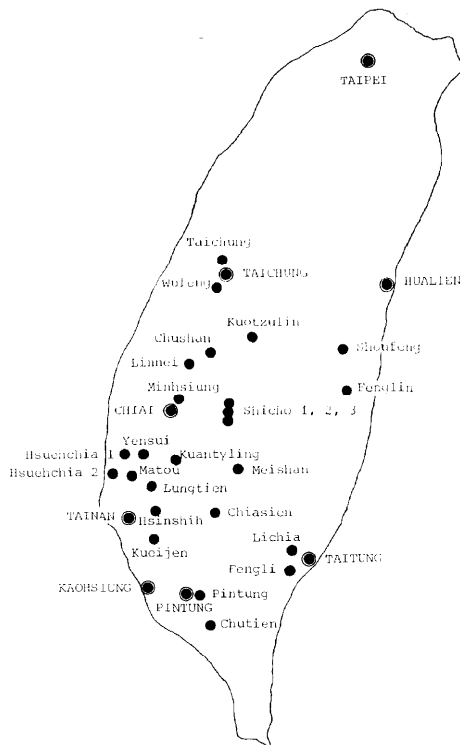 TAIPEI
Taichung
TAICHUNG
Wufeng
HUALIEN
Kuotzulin
Chushan
Shoufeng
Linnei
Minhsiung
Fenglin
CHIAI
Shicho 1, 2, 3
Yensui
Hsuehchia 1
Kuantyling
Hsuehchia 2
Matou
Meishan
Lungtien
TAINAN
Hsinshih
Chiasien
Kueijen
Lichia
TAITUNG
Fengli
KAOHSIUNG
PINTUNG
Pintung
Chutien